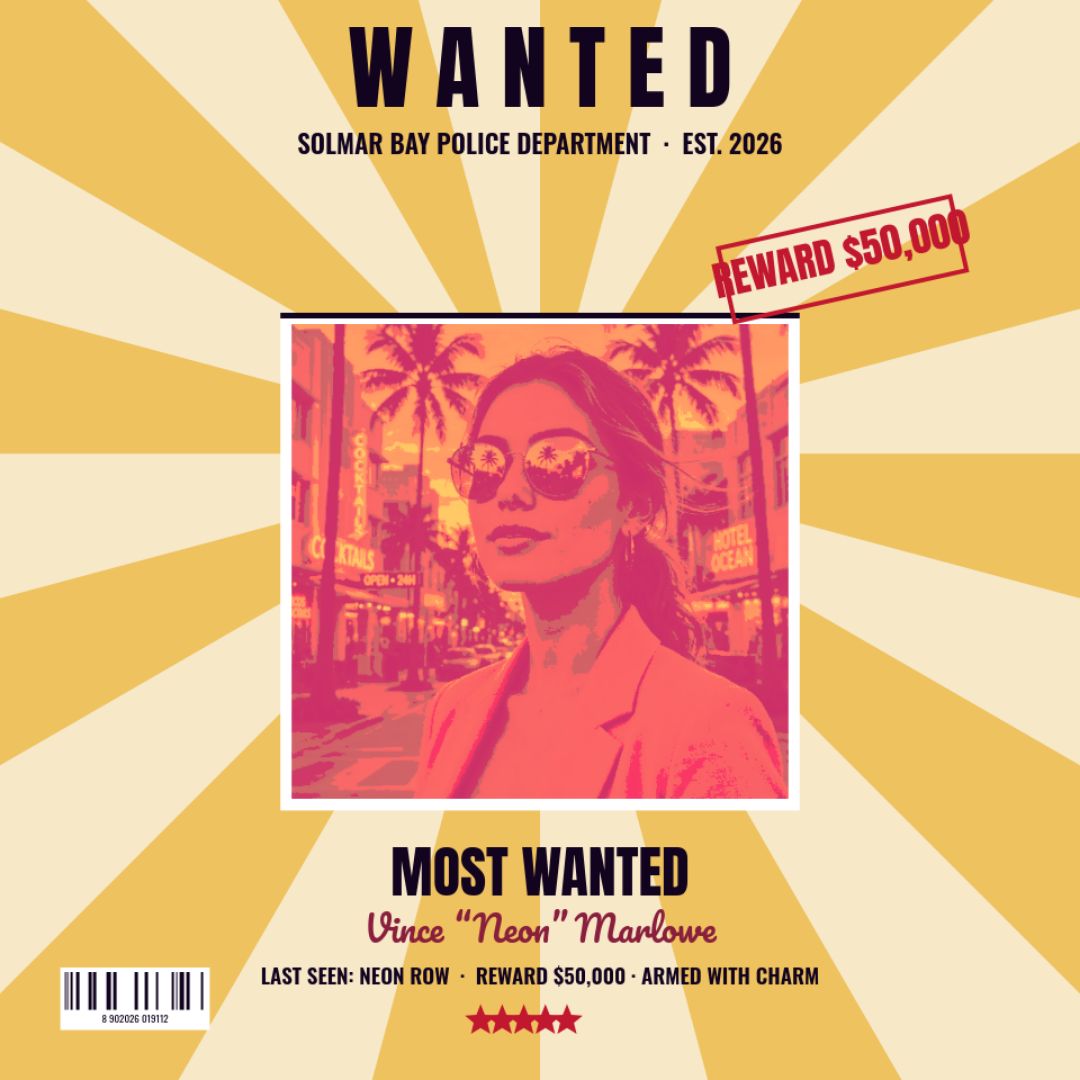 WANTED
SOLMAR BAY POLICE DEPARTMENT · EST. 2026
REWARD $50,000
COCKTAILS
COCKTAILS
OPEN • 24H
HOTEL
OCEAN
MOST WANTED
Vince “Neon” Marlowe
LAST SEEN: NEON ROW · REWARD $50,000 · ARMED WITH CHARM
8 902026 019112